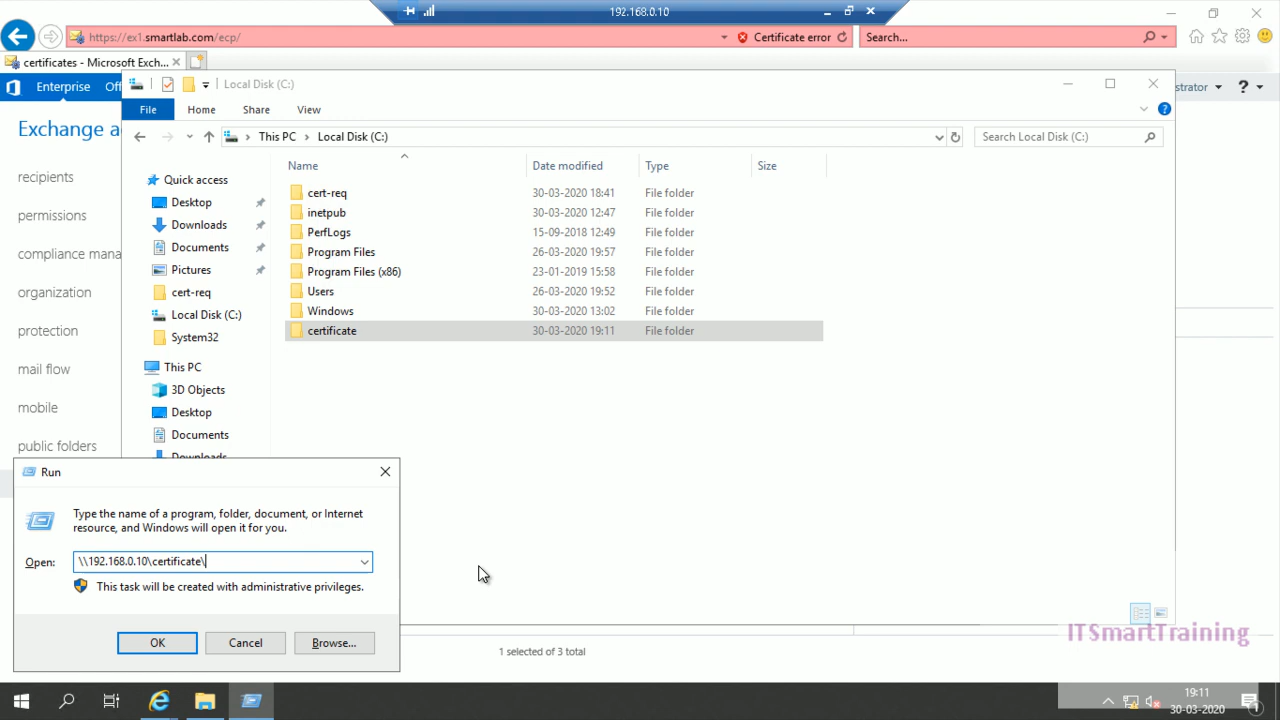 192.168.0.10
https://ex1.smartlab.com/ecp/
Certificate error
Search...
certificates - Microsoft Exch...
Enterprise
Off
strator
?
Local Disk (C:)
File
Home
Share
View
Exchange a
This PC
Local Disk (C:)
Search Local Disk (C:)
Name
Date modified
Type
Size
recipients
permissions
compliance mana
organization
protection
mail flow
mobile
public folders
Quick access
Desktop
Downloads
Documents
Pictures
cert-req
Local Disk (C:)
System32
This PC
3D Objects
Desktop
Documents
Downloads
cert-req 30-03-2020 18:41 File folder
inetpub 30-03-2020 12:47 File folder
PerfLogs 15-09-2018 12:49 File folder
Program Files 26-03-2020 19:57 File folder
Program Files (x86) 23-01-2019 15:58 File folder
Users 26-03-2020 19:52 File folder
Windows 30-03-2020 13:02 File folder
certificate 30-03-2020 19:11 File folder
Run
Type the name of a program, folder, document, or Internet
resource, and Windows will open it for you.
Open:
\\192.168.0.10\certificate\
This task will be created with administrative privileges.
OK
Cancel
Browse...
1 selected of 3 total
ITSmartTraining
19:11
30-03-2020
1